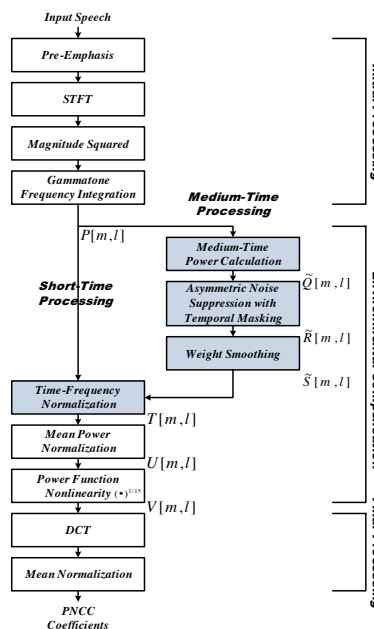 Input Speech
Pre-Emphasis
STFT
Magnitude Squared
Gammatone
Frequency Integration
Medium-Time
Processing
P[m,l]
Medium-Time
Power Calculation
Q̃[m,l]
Short-Time
Processing
Asymmetric Noise
Suppression with
Temporal Masking
R̃[m,l]
Weight Smoothing
S̃[m,l]
Time-Frequency
Normalization
T[m,l]
Mean Power
Normalization
U[m,l]
Power Function
Nonlinearity (•)^1/15
V[m,l]
DCT
Mean Normalization
PNCC
Coefficients